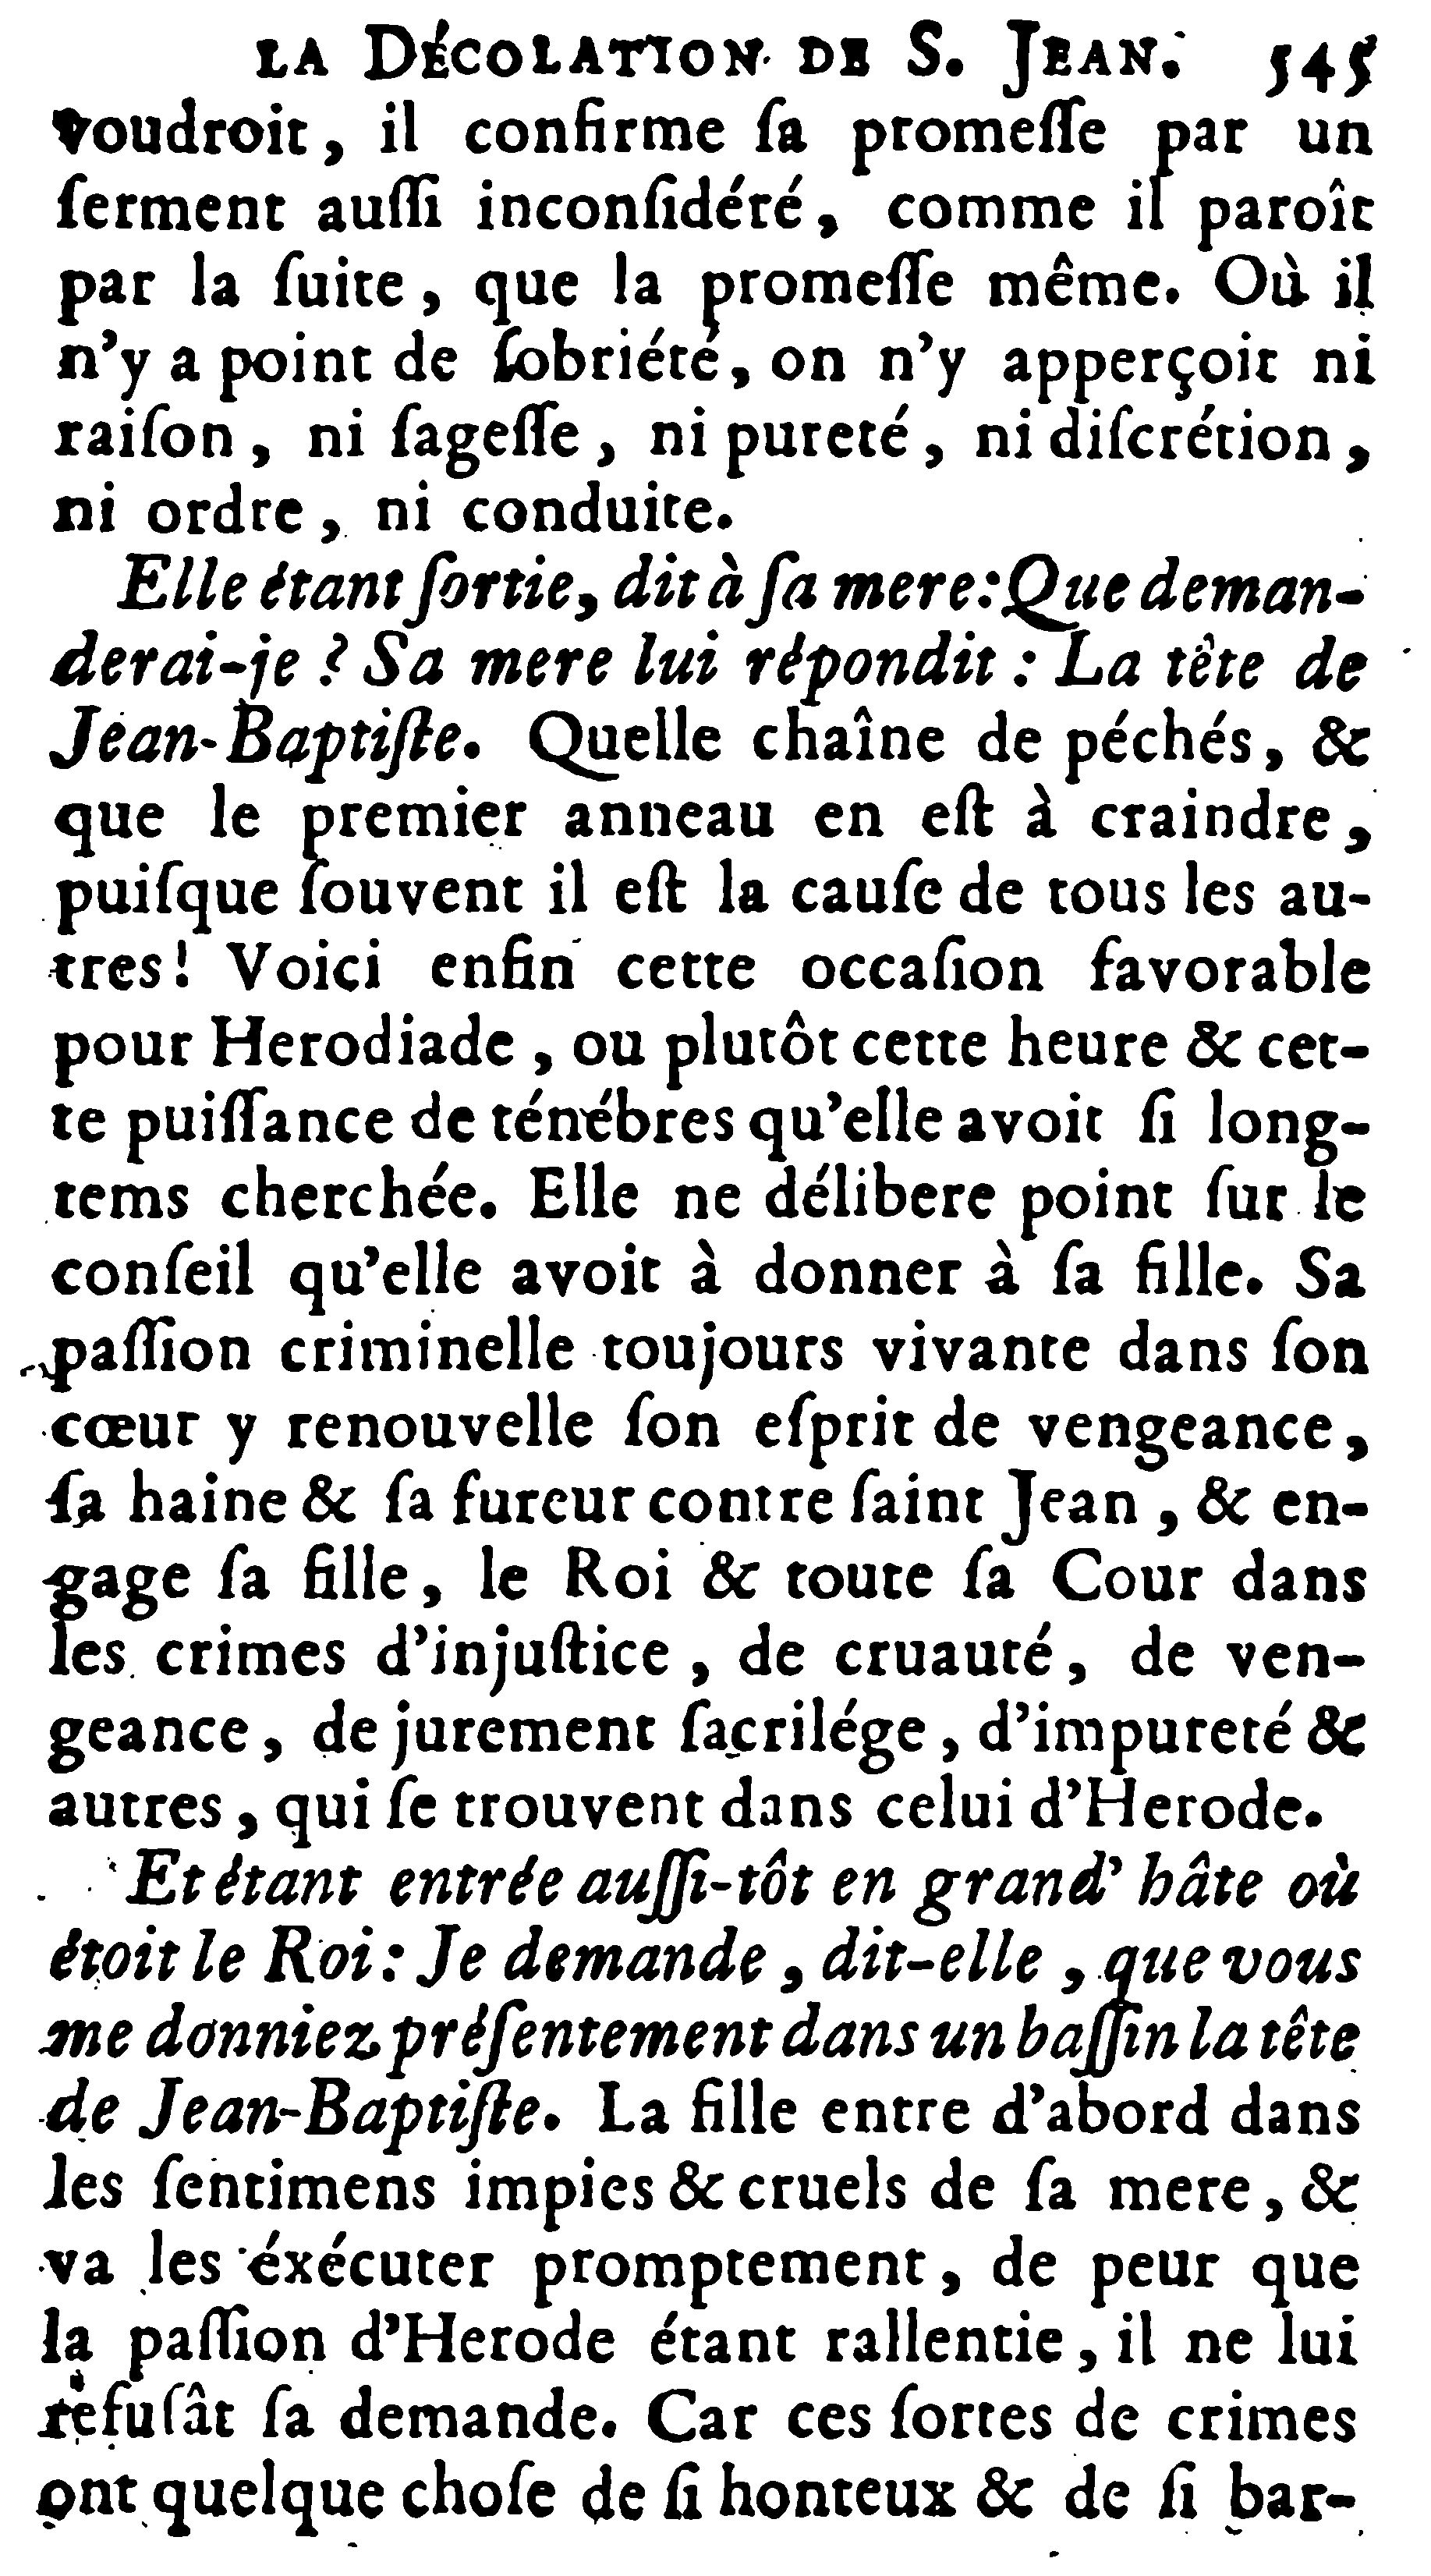 LA DÉCOLATION DE S. JEAN. 545
voudroit, il confirme ſa promeſſe par un
ſerment auſſi inconſidéré, comme il paroît
par la ſuite, que la promeſſe même. Où il
n'y a point de ſobriété, on n'y apperçoit ni
raiſon, ni ſageſſe, ni pureté, ni diſcrétion,
ni ordre, ni conduite.
Elle étant ſortie, dit à ſa mere: Que deman-
derai-je? Sa mere lui répondit: La tête de
Jean-Baptiſte. Quelle chaîne de péchés, &
que le premier anneau en eſt à craindre,
puiſque ſouvent il eſt la cauſe de tous les au-
tres! Voici enfin cette occaſion favorable
pour Herodiade, ou plutôt cette heure & cet-
te puiſſance de ténébres qu'elle avoit ſi long-
tems cherchée. Elle ne délibere point ſur le
conſeil qu'elle avoit à donner à ſa fille. Sa
paſſion criminelle toujours vivante dans ſon
cœur y renouvelle ſon eſprit de vengeance,
ſa haine & ſa fureur contre ſaint Jean, & en-
gage ſa fille, le Roi & toute ſa Cour dans
les crimes d'injuſtice, de cruauté, de ven-
geance, de jurement ſacrilége, d'impureté &
autres, qui ſe trouvent dans celui d'Herode.
Et étant entrée auſſi-tôt en grand' hâte où
étoit le Roi: Je demande, dit-elle, que vous
me donniez préſentement dans un baſſin la tête
de Jean-Baptiſte. La fille entre d'abord dans
les ſentimens impies & cruels de ſa mere, &
va les éxécuter promptement, de peur que
la paſſion d'Herode étant rallentie, il ne lui
refuſât ſa demande. Car ces ſortes de crimes
ont quelque choſe de ſi honteux & de ſi bar-